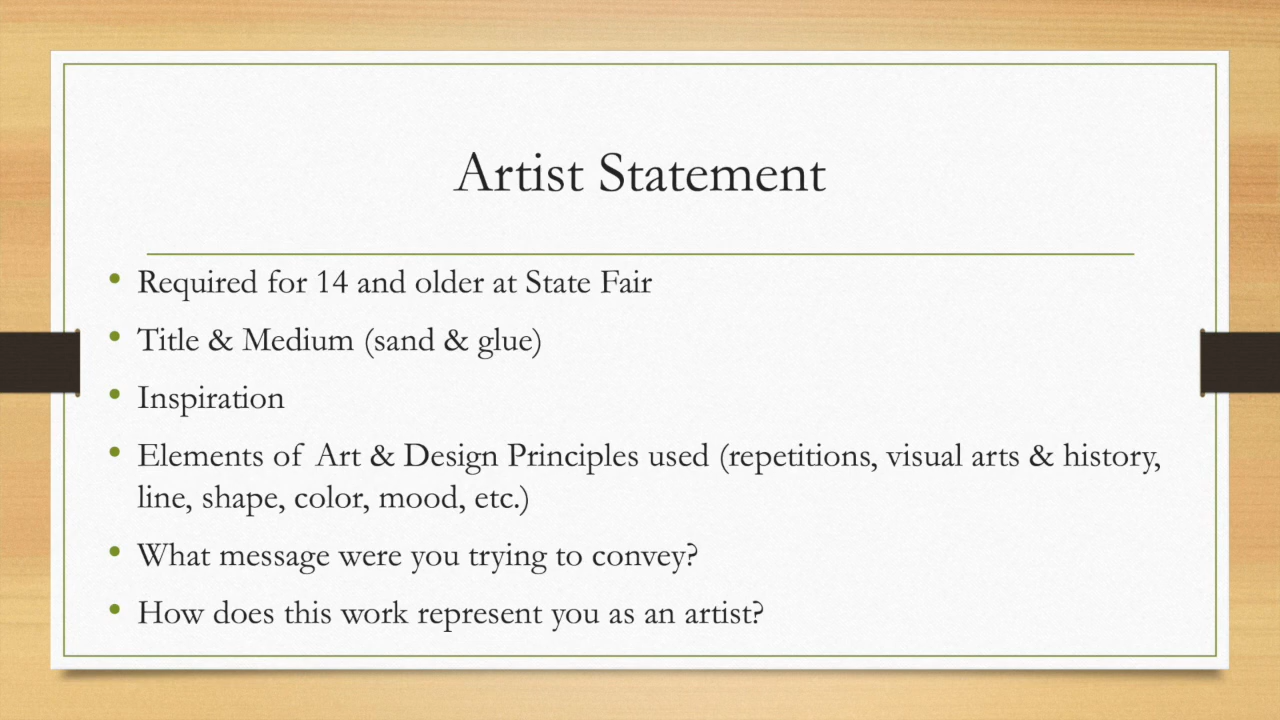 Artist Statement
• Required for 14 and older at State Fair
• Title & Medium (sand & glue)
• Inspiration
• Elements of Art & Design Principles used (repetitions, visual arts & history,
line, shape, color, mood, etc.)
• What message were you trying to convey?
• How does this work represent you as an artist?